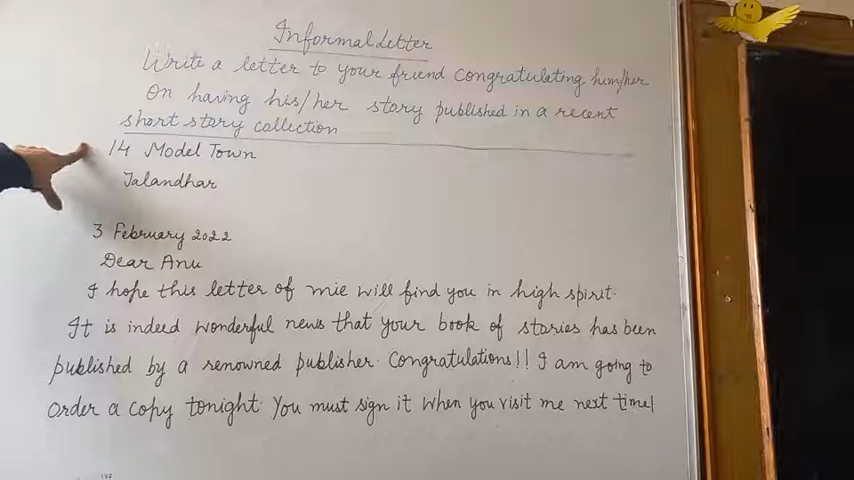 Informal Letter
Write a letter to your friend congratulating him/her
On having his/her story published in a recent
short story collection
14 Model Town
Jalandhar
3 February 2022
Dear Anu
I hope this letter of mie will find you in high spirit.
It is indeed wonderful news that your book of stories has been
published by a renowned publisher. Congratulations!! I am going to
Order a copy tonight. You must sign it when you visit me next time!